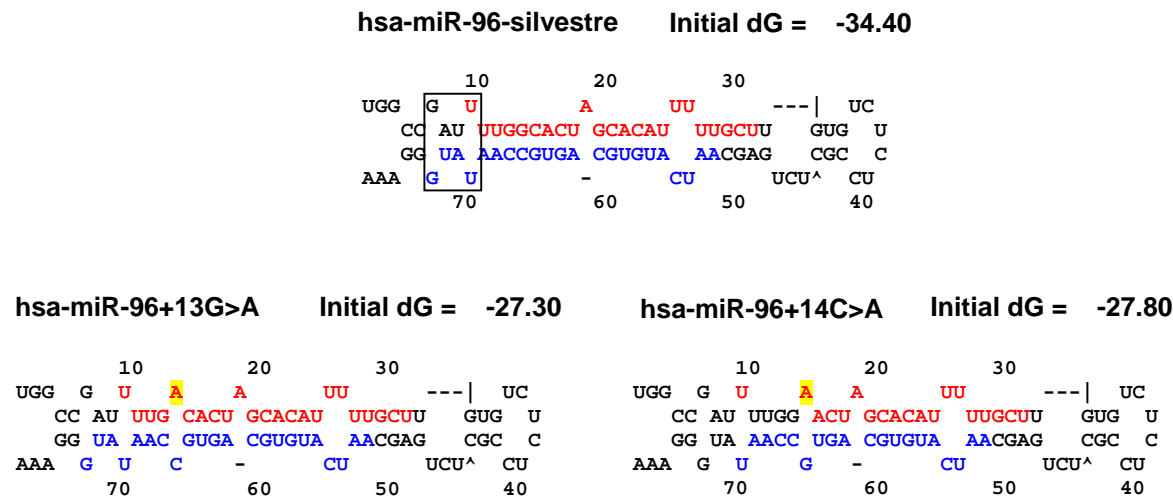 hsa-miR-96-silvestre Initial dG = -34.40
10 20 30
UGG G U A UU ---| UC
CC AU UUGGCACU GCACAU UUGCUU GUG U
GG UA AACCGUGA CGUGUA AACGAG CGC C
AAA G U - CU UCU^ CU
70 60 50 40
hsa-miR-96+13G>A Initial dG = -27.30
10 20 30
UGG G U A A UU ---| UC
CC AU UUG CACU GCACAU UUGCUU GUG U
GG UA AAC GUGA CGUGUA AACGAG CGC C
AAA G U C - CU UCU^ CU
70 60 50 40
hsa-miR-96+14C>A Initial dG = -27.80
10 20 30
UGG G U A A UU ---| UC
CC AU UUGG ACU GCACAU UUGCUU GUG U
GG UA AACC UGA CGUGUA AACGAG CGC C
AAA G U G - CU UCU^ CU
70 60 50 40